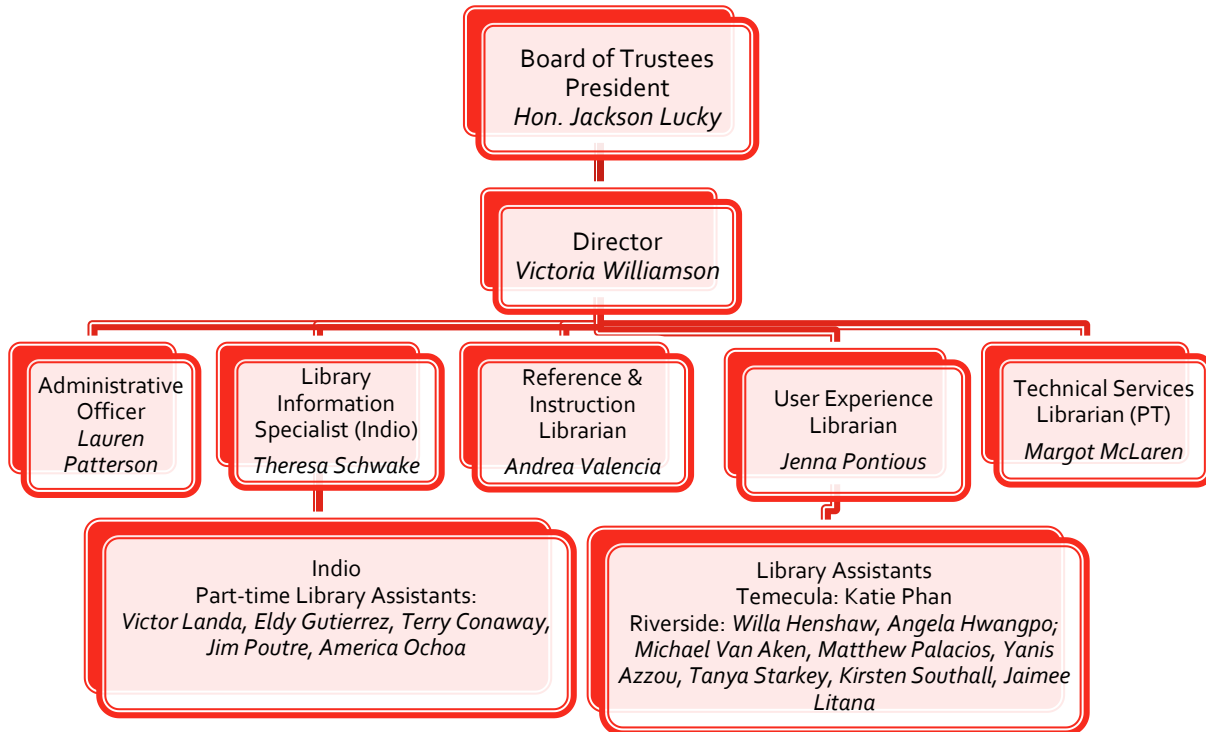 Board of Trustees
President
Hon. Jackson Lucky
Director
Victoria Williamson
Administrative
Officer
Lauren
Patterson
Library
Information
Specialist (Indio)
Theresa Schwake
Reference &
Instruction
Librarian
Andrea Valencia
User Experience
Librarian
Jenna Pontious
Technical Services
Librarian (PT)
Margot McLaren
Indio
Part-time Library Assistants:
Victor Landa, Eldy Gutierrez, Terry Conaway,
Jim Poutre, America Ochoa
Library Assistants
Temecula: Katie Phan
Riverside: Willa Henshaw, Angela Hwangpo;
Michael Van Aken, Matthew Palacios, Yanis
Azzou, Tanya Starkey, Kirsten Southall, Jaimee
Litana